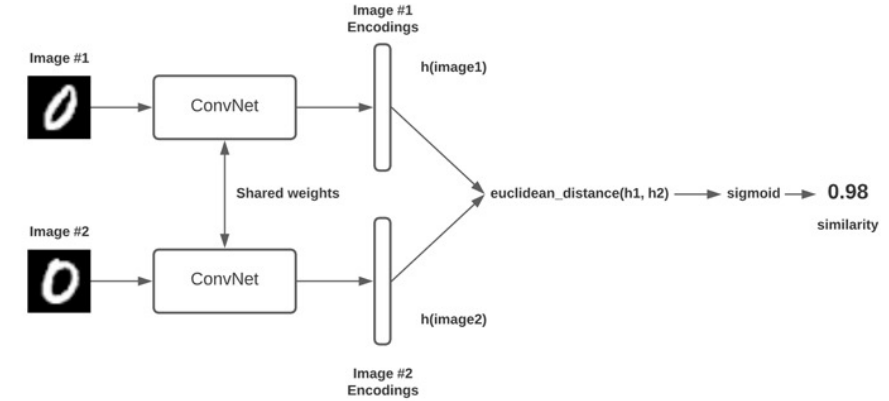 Image #1
Encodings
Image #1
h(image1)
ConvNet
Shared weights
euclidean_distance(h1, h2)
sigmoid
0.98
similarity
Image #2
ConvNet
h(image2)
Image #2
Encodings